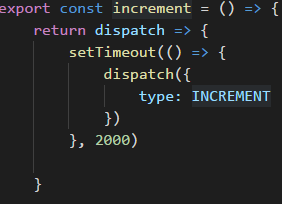 export const increment = () => {
    return dispatch => {
        setTimeout(() => {
            dispatch({
                type: INCREMENT
            })
        }, 2000)

    }